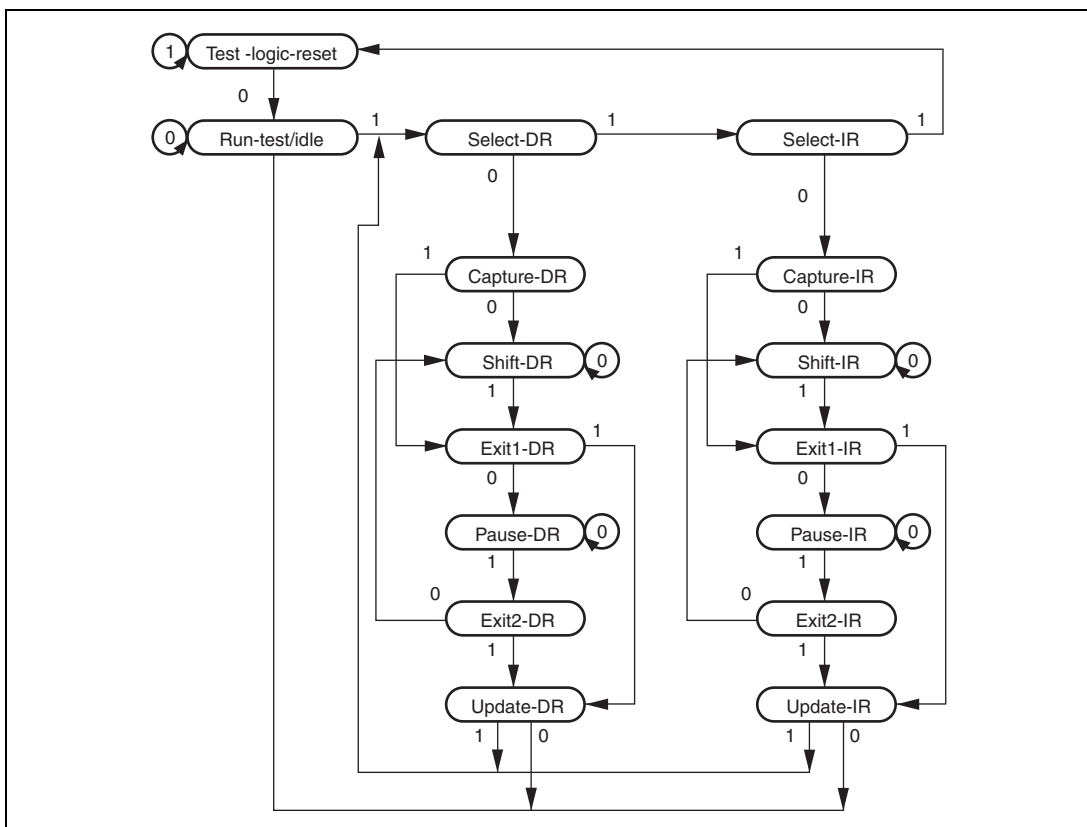 1 Test -logic-reset
0
0 Run-test/idle 1 Select-DR 1 Select-IR 1
0 0
1 1
Capture-DR Capture-IR
0 0
Shift-DR 0 Shift-IR 0
1 1
Exit1-DR 1 Exit1-IR 1
0 0
Pause-DR 0 Pause-IR 0
1 1
0 0
Exit2-DR Exit2-IR
1 1
Update-DR Update-IR
1 0 1 0